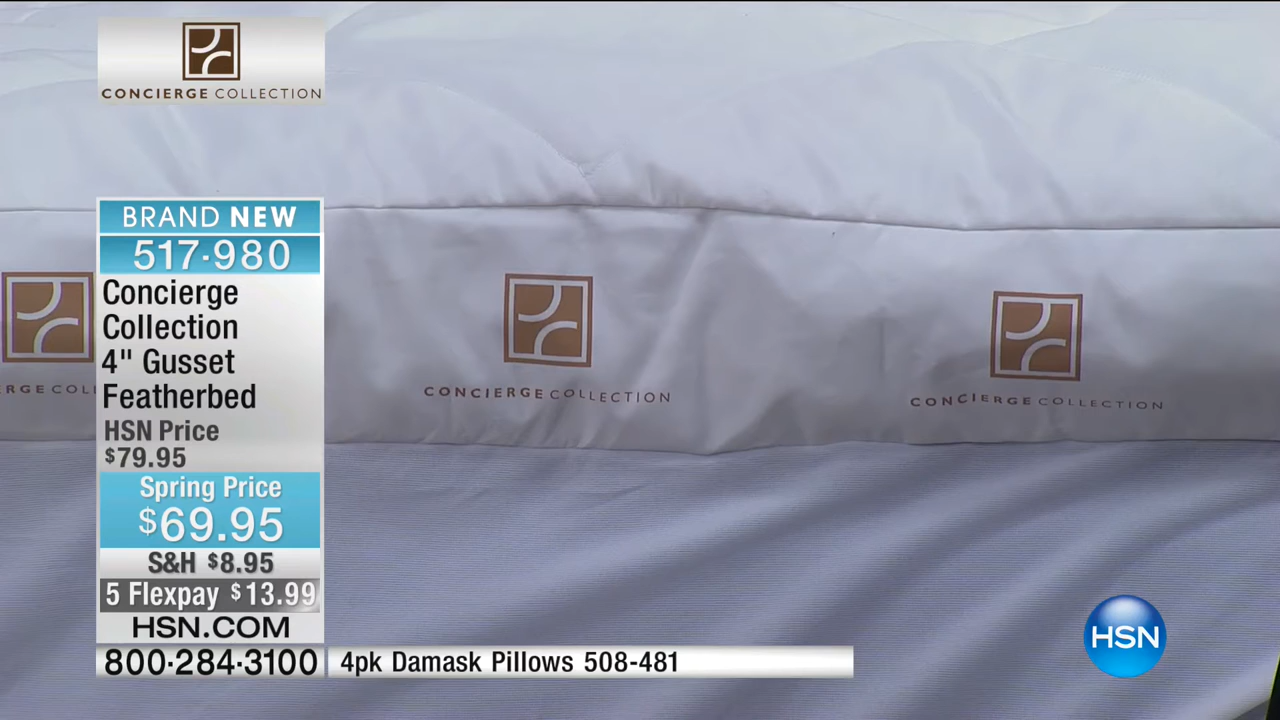 CONCIERGE COLLECTION
BRAND NEW
517-980
Concierge
Collection
4" Gusset
Featherbed
HSN Price
$79.95
Spring Price
$69.95
S&H $8.95
5 Flexpay $13.99
HSN.COM
800·284·3100
4pk Damask Pillows 508-481
RGE COL
CONCIERGE COLLECTION
CONCIERGE COLLECTION
HSN